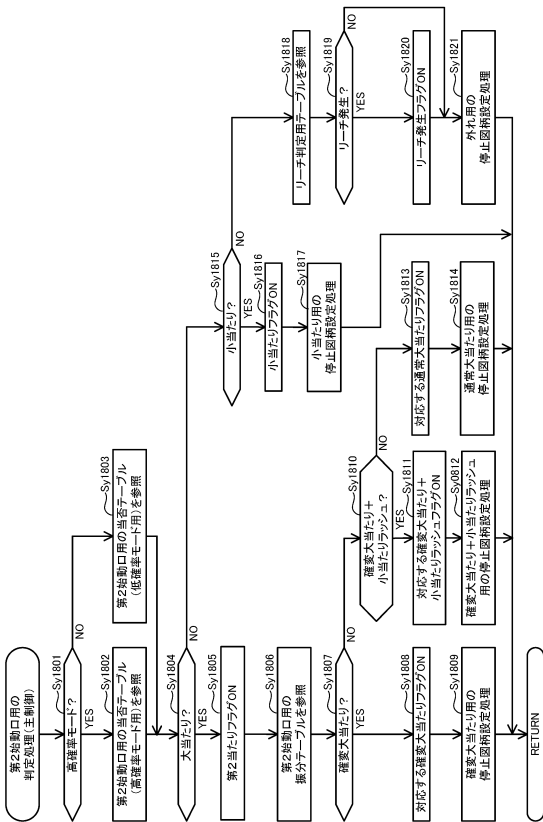 第2始動口用の
判定処理(主制御)
Sy1801
高確率モード?
YES
NO
Sy1802
第2始動口用の当否テーブル
(高確率モード用)を参照
Sy1803
第2始動口用の当否テーブル
(低確率モード用)を参照
Sy1804
大当たり?
YES
NO
Sy1805
第2当たりフラグON
Sy1806
第2始動口用の
振分テーブルを参照
Sy1807
確変大当たり?
YES
NO
Sy1808
対応する確変大当たりフラグON
Sy1809
確変大当たり用の
停止図柄設定処理
Sy1810
確変大当たり+
小当たりラッシュ?
YES
NO
Sy1811
対応する確変大当たり+
小当たりラッシュフラグON
Sy0812
確変大当たり+小当たりラッシュ
用の停止図柄設定処理
Sy1813
対応する通常大当たりフラグON
Sy1814
通常大当たり用の
停止図柄設定処理
Sy1815
小当たり?
YES
NO
Sy1816
小当たりフラグON
Sy1817
小当たり用の
停止図柄設定処理
Sy1818
リーチ判定用テーブルを参照
Sy1819
リーチ発生?
YES
NO
Sy1820
リーチ発生フラグON
Sy1821
外れ用の
停止図柄設定処理
RETURN